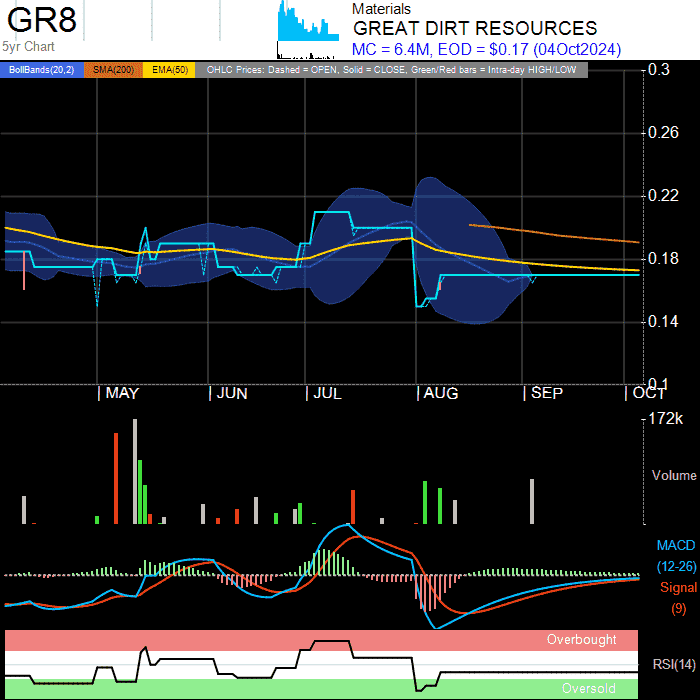 GR8
5yr Chart
Materials
GREAT DIRT RESOURCES
MC = 6.4M, EOD = $0.17 (04Oct2024)
BollBands(20,2) SMA(200) EMA(50) OHLC Prices: Dashed = OPEN, Solid = CLOSE, Green/Red bars = Intra-day HIGH/LOW
0.3
0.26
0.22
0.18
0.14
0.1
MAY JUN JUL AUG SEP OCT
172k
Volume
MACD
(12-26)
Signal
(9)
Overbought
RSI(14)
Oversold